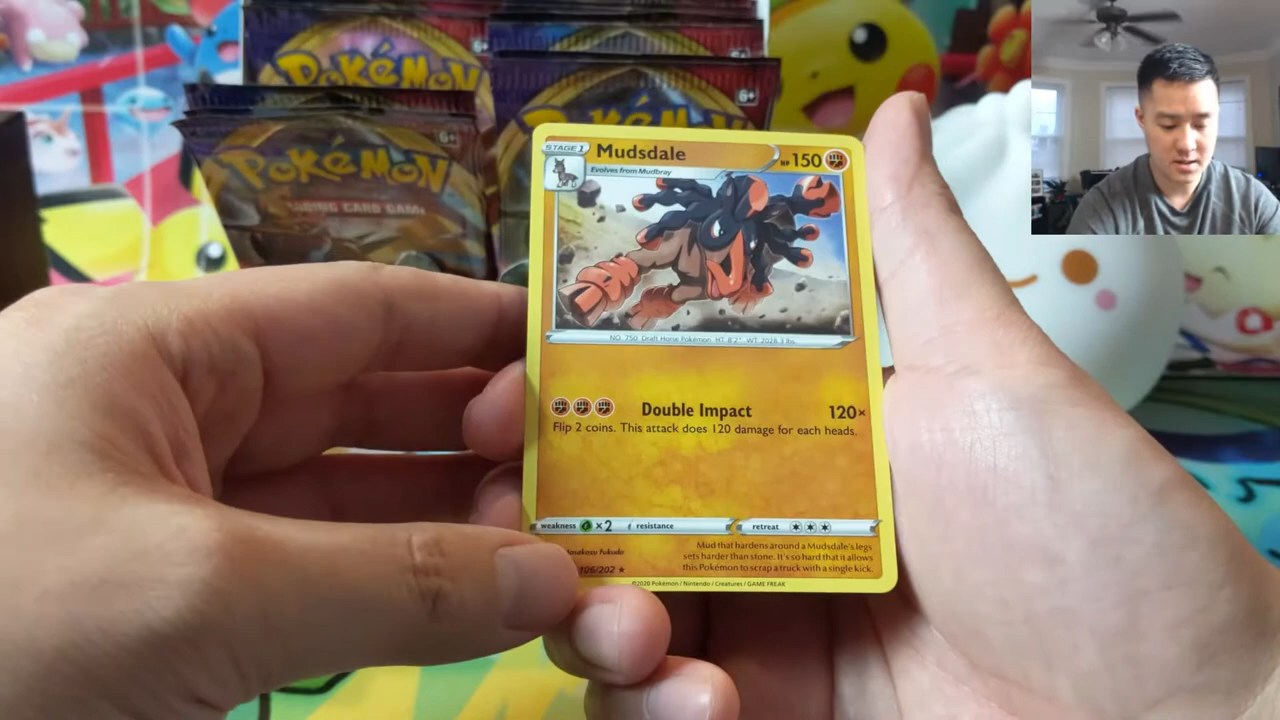 POKéMON
POKéMON
6+
POKéMON
TRADING CARD GAME
6+
6+
STAGE 1
Mudsdale
HP 150
Evolves from Mudbray
NO. 750 Draft Horse Pokémon HT: 8'2" WT: 2028.3 lbs.
Double Impact 120×
Flip 2 coins. This attack does 120 damage for each heads.
weakness ×2 resistance retreat
Mud that hardens around a Mudsdale's legs
sets harder than stone. It's so hard that it allows
this Pokémon to scrap a truck with a single kick.
Fukuda
106/202 ★
©2020 Pokémon / Nintendo / Creatures / GAME FREAK